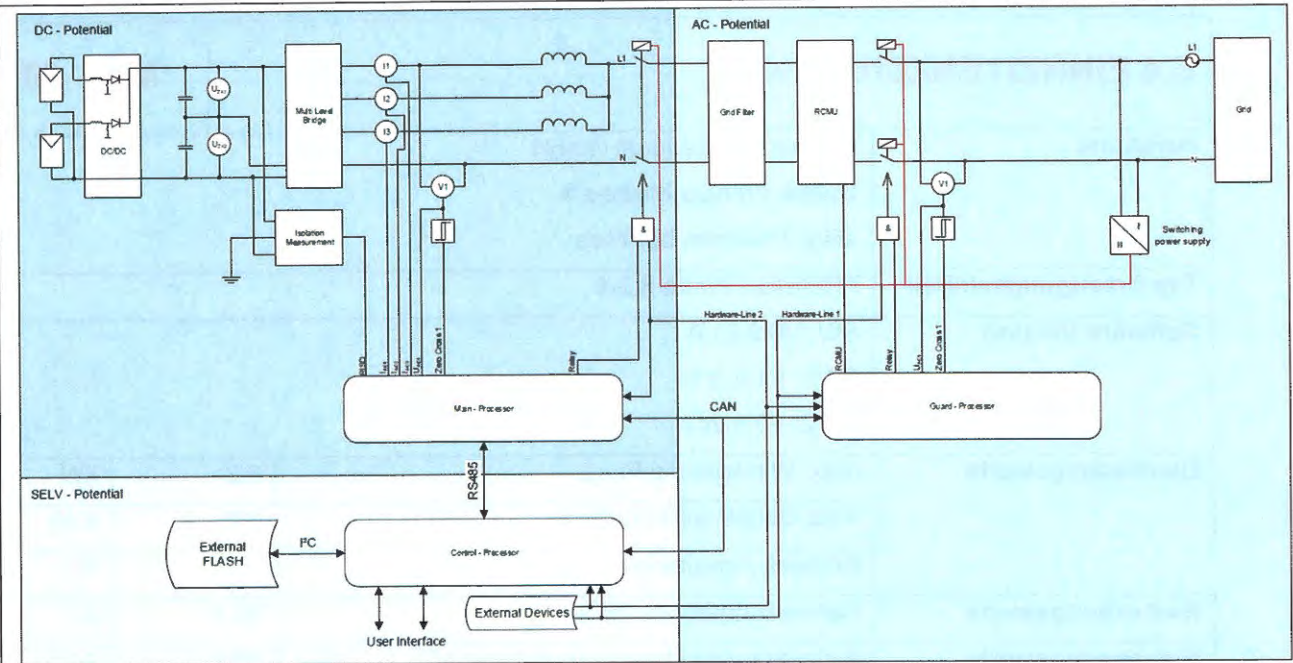 DC - Potential
AC - Potential
DC/DC
Multi Level
Bridge
I1
I2
I3
L1
N
V1
Isolation
Measurement
&
Grid Filter
RCMU
&
V1
L1
N
Grid
Switching
power supply
Hardware-Line 2
Hardware-Line 1
Zero Cross 1
Relay
RCMU
Relay
Zero Cross 1
Main - Processor
CAN
Guard - Processor
RS485
SELV - Potential
External
FLASH
I²C
Control - Processor
External Devices
User Interface